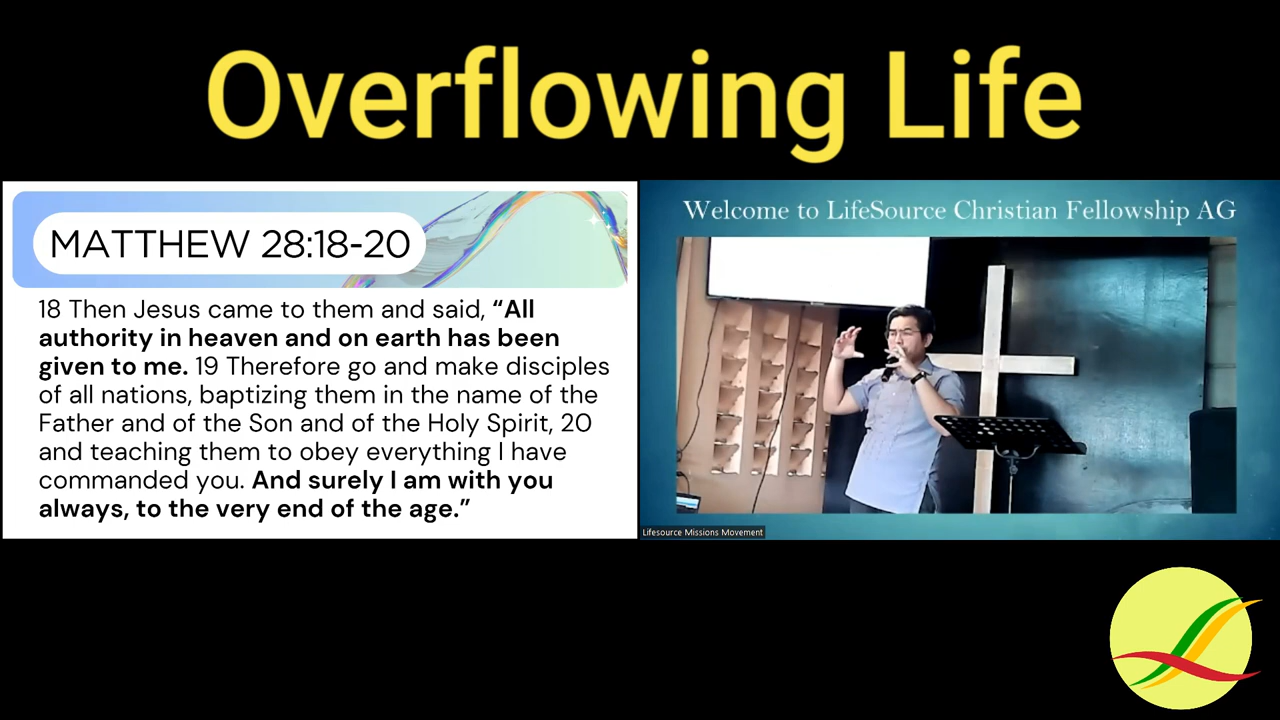 Overflowing Life
MATTHEW 28:18-20
18 Then Jesus came to them and said, “All
authority in heaven and on earth has been
given to me. 19 Therefore go and make disciples
of all nations, baptizing them in the name of the
Father and of the Son and of the Holy Spirit, 20
and teaching them to obey everything I have
commanded you. And surely I am with you
always, to the very end of the age.”
Welcome to LifeSource Christian Fellowship AG
Lifesource Missions Movement